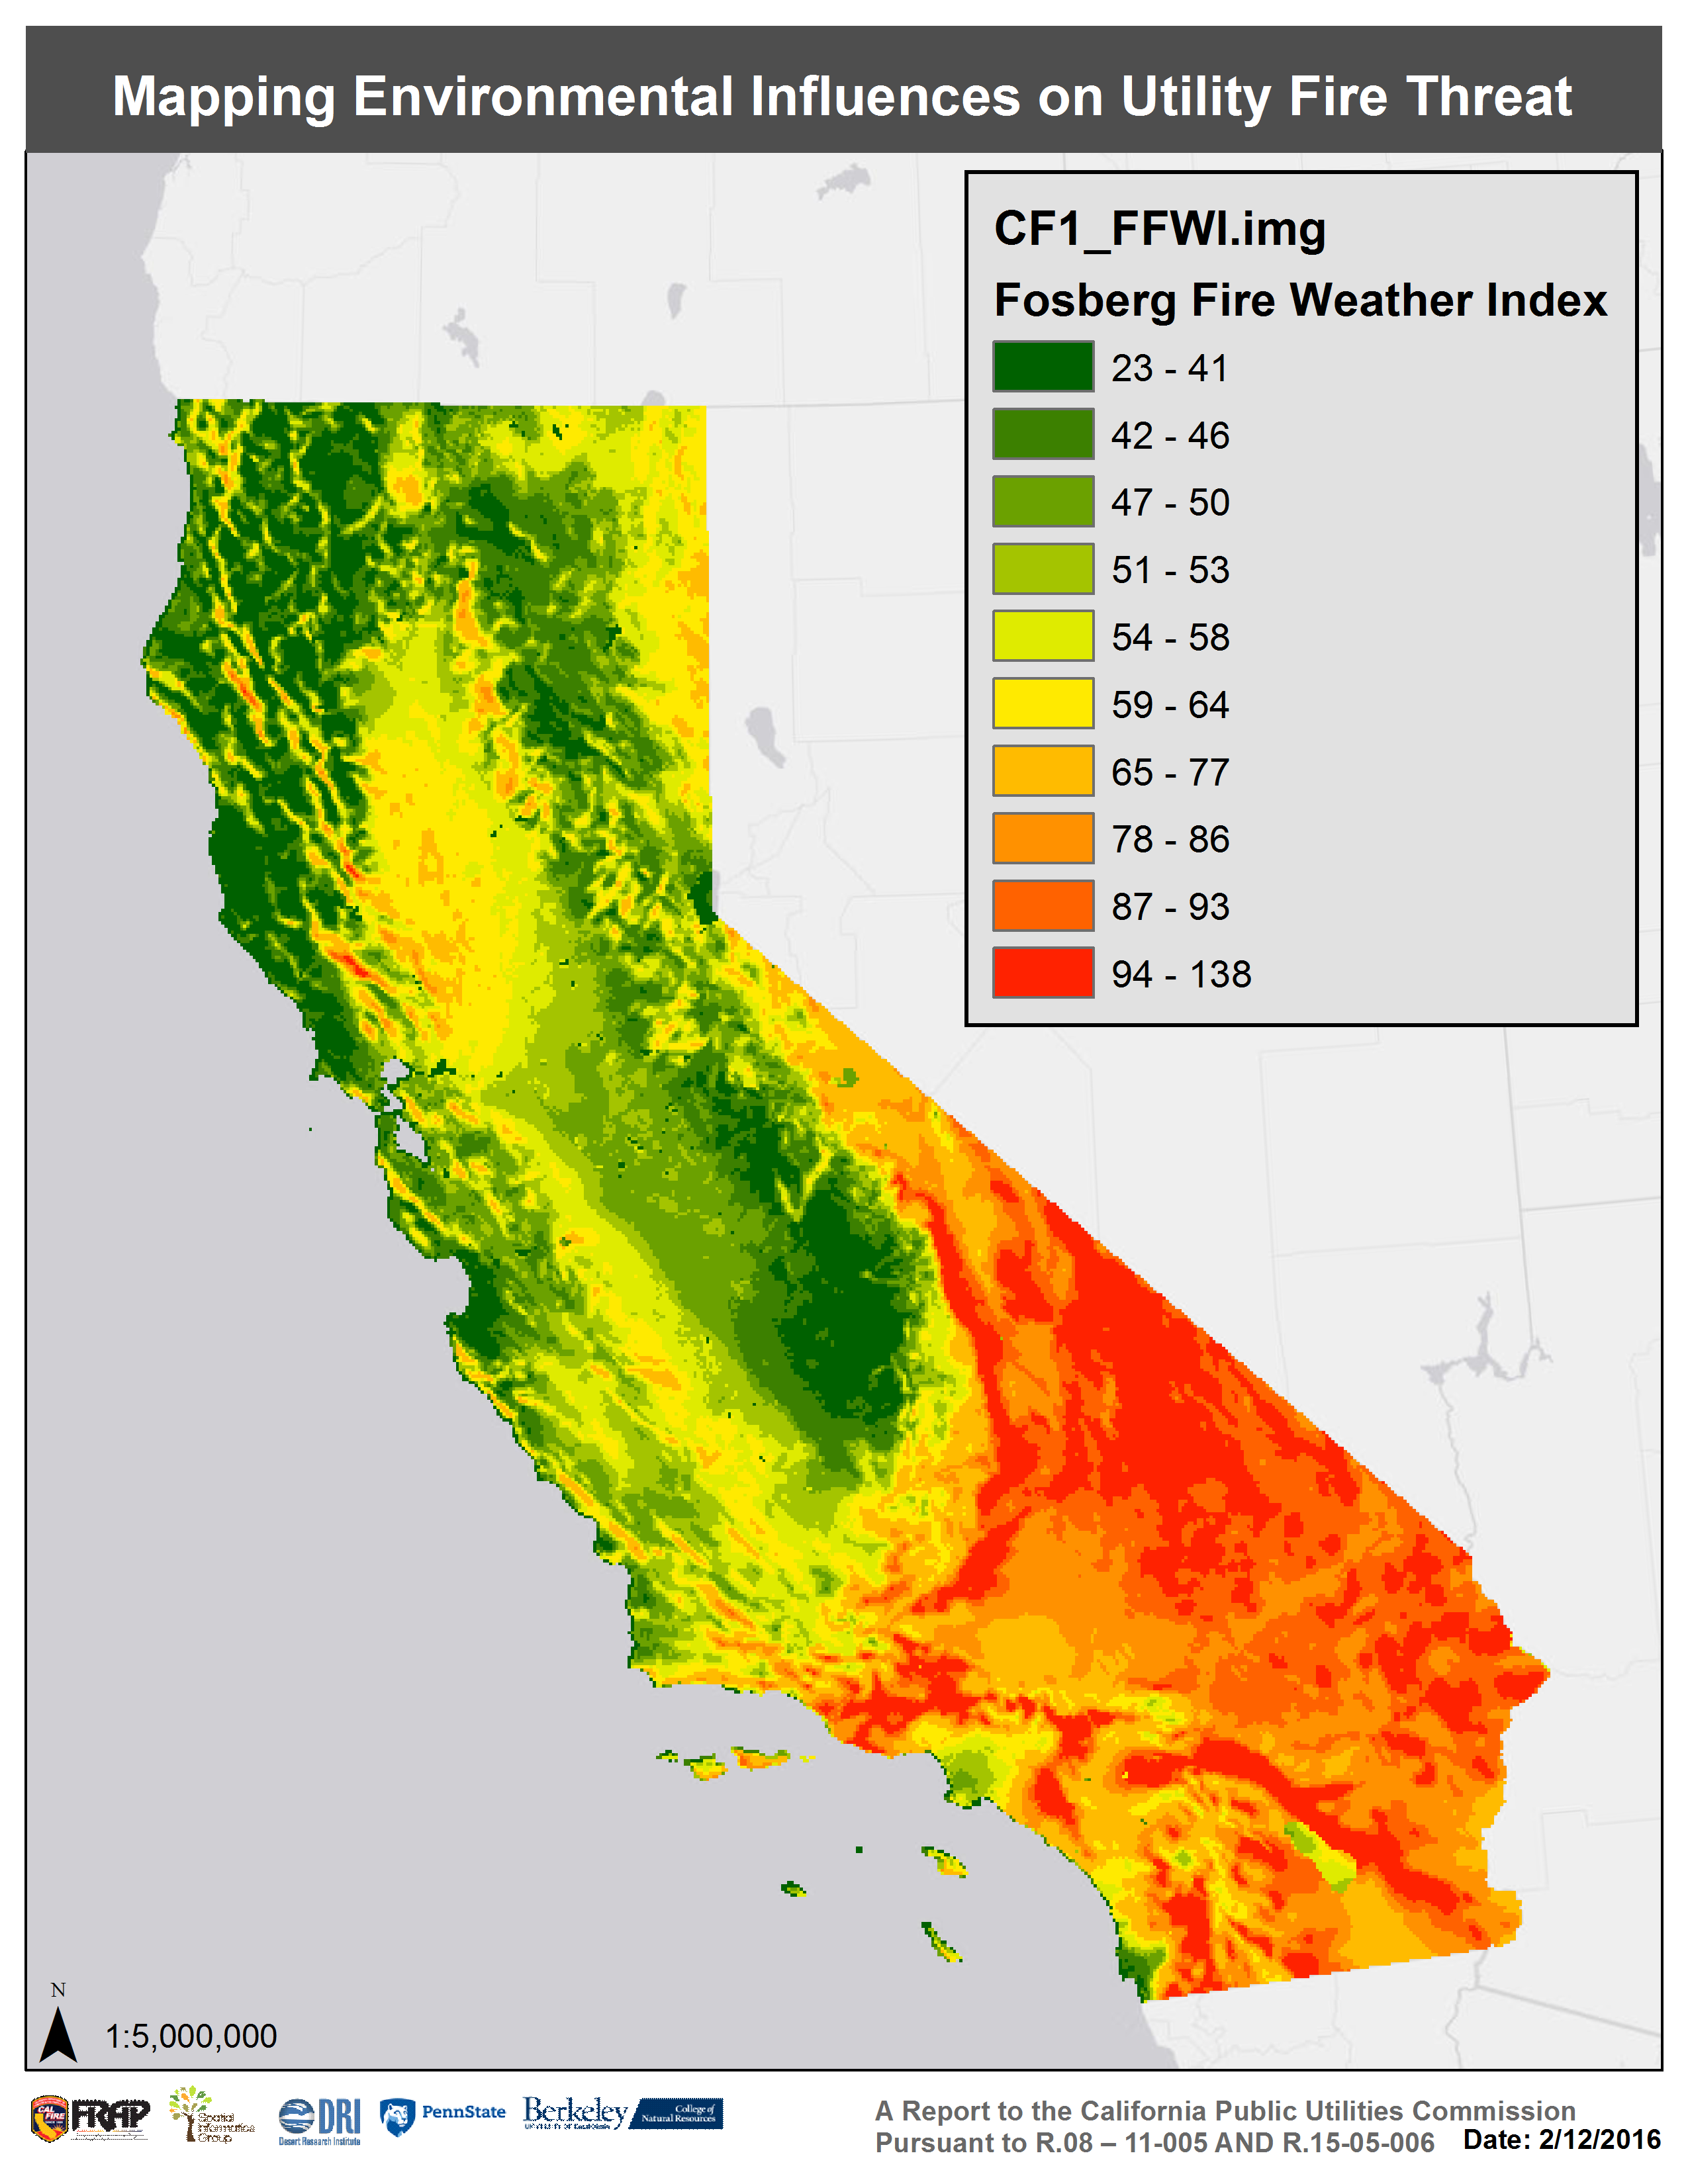 Mapping Environmental Influences on Utility Fire Threat
CF1_FFWI.img
Fosberg Fire Weather Index
23 - 41
42 - 46
47 - 50
51 - 53
54 - 58
59 - 64
65 - 77
78 - 86
87 - 93
94 - 138
N
1:5,000,000
CAL FIRE
FRAP
Spatial
Informatics
Group
DRI
Desert Research Institute
PennState
Berkeley
UNIVERSITY OF CALIFORNIA
College of
Natural Resources
A Report to the California Public Utilities Commission
Pursuant to R.08 – 11-005 AND R.15-05-006 Date: 2/12/2016